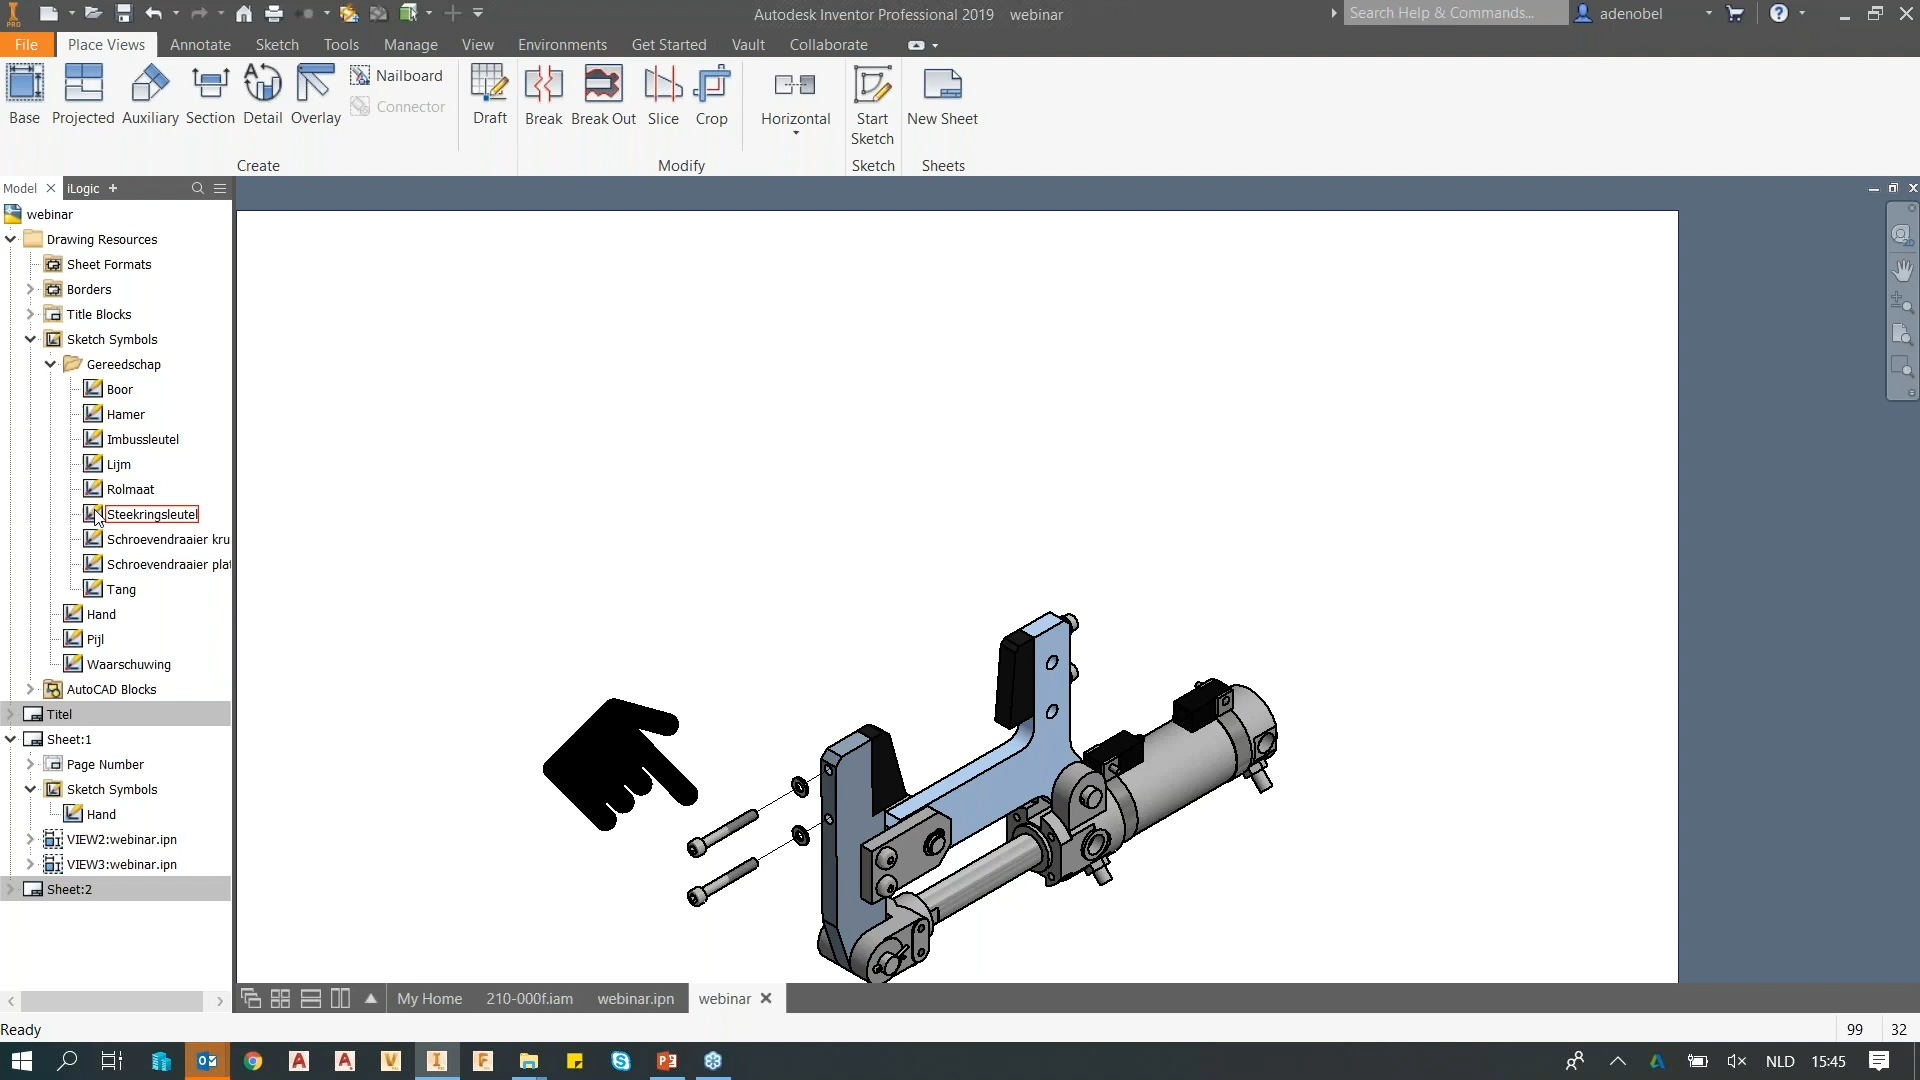 Autodesk Inventor Professional 2019 webinar
Search Help & Commands...
adenobel
File Place Views Annotate Sketch Tools Manage View Environments Get Started Vault Collaborate
Base Projected Auxiliary Section Detail Overlay
Nailboard
Connector
Draft Break Break Out Slice Crop
Horizontal
Start
Sketch
New Sheet
Create Modify Sketch Sheets
Model iLogic
webinar
Drawing Resources
Sheet Formats
Borders
Title Blocks
Sketch Symbols
Gereedschap
Boor
Hamer
Imbussleutel
Lijm
Rolmaat
Steekringsleutel
Schroevendraaier kru
Schroevendraaier plat
Tang
Hand
Pijl
Waarschuwing
AutoCAD Blocks
Titel
Sheet:1
Page Number
Sketch Symbols
Hand
VIEW2:webinar.ipn
VIEW3:webinar.ipn
Sheet:2
My Home 210-000f.iam webinar.ipn webinar
Ready 99 32
NLD 15:45